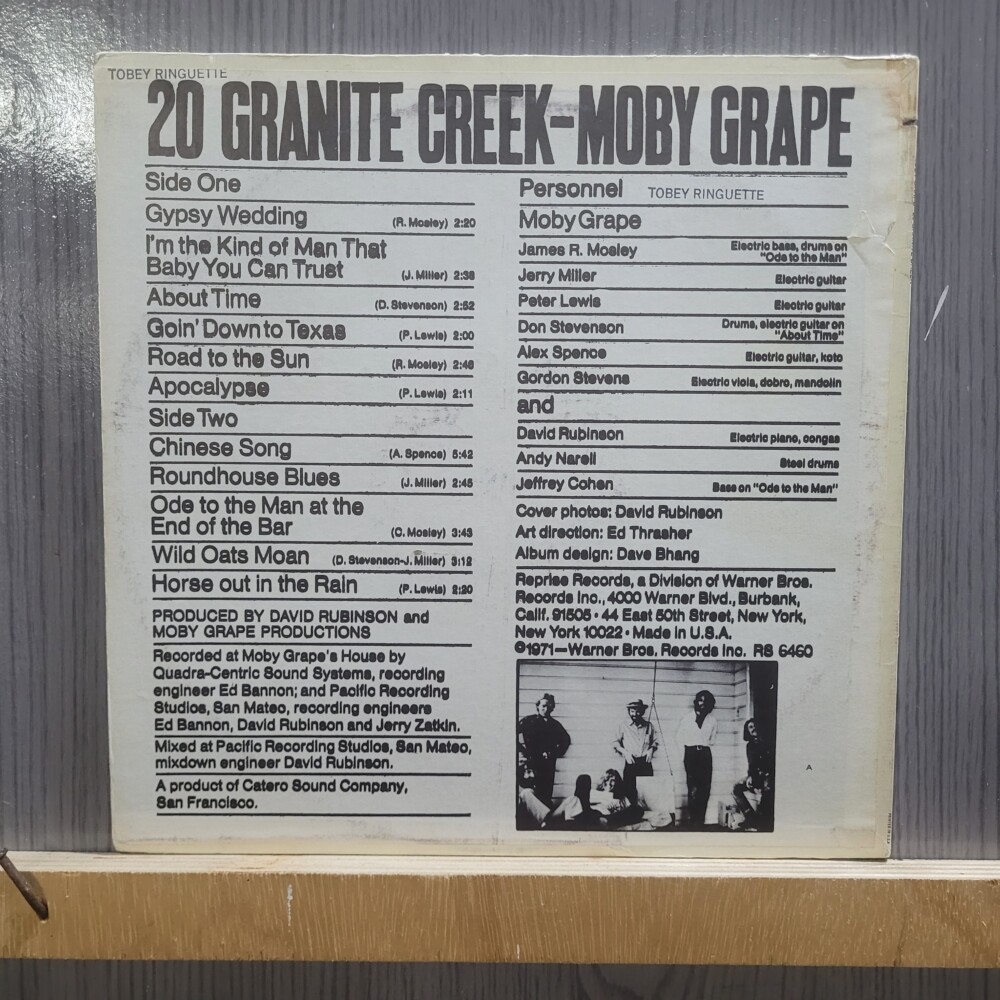 TOBEY RINGUETTE
20 GRANITE CREEK-MOBY GRAPE
Side One
Gypsy Wedding (R. Mosley) 2:20
I'm the Kind of Man That
Baby You Can Trust (J. Miller) 2:38
About Time (D. Stevenson) 2:52
Goin' Down to Texas (P. Lewis) 2:00
Road to the Sun (R. Mosley) 2:48
Apocalypse (P. Lewis) 2:11
Side Two
Chinese Song (A. Spence) 5:42
Roundhouse Blues (J. Miller) 2:45
Ode to the Man at the
End of the Bar (C. Mosley) 3:43
Wild Oats Moan (D. Stevenson-J. Miller) 3:12
Horse out in the Rain (P. Lewis) 2:20
PRODUCED BY DAVID RUBINSON and
MOBY GRAPE PRODUCTIONS
Recorded at Moby Grape's House by
Quadra-Centric Sound Systems, recording
engineer Ed Bannon; and Pacific Recording
Studios, San Mateo, recording engineers
Ed Bannon, David Rubinson and Jerry Zatkin.
Mixed at Pacific Recording Studios, San Mateo,
mixdown engineer David Rubinson.
A product of Catero Sound Company,
San Francisco.
Personnel TOBEY RINGUETTE
Moby Grape
James R. Mosley Electric bass, drums on
"Ode to the Man"
Jerry Miller Electric guitar
Peter Lewis Electric guitar
Don Stevenson Drums, electric guitar on
"About Time"
Alex Spence Electric guitar, koto
Gordon Stevens Electric viola, dobro, mandolin
and
David Rubinson Electric piano, congas
Andy Narell Steel drums
Jeffrey Cohen Bass on "Ode to the Man"
Cover photos: David Rubinson
Art direction: Ed Thrasher
Album design: Dave Bhang
Reprise Records, a Division of Warner Bros.
Records Inc., 4000 Warner Blvd., Burbank,
Calif. 91505 • 44 East 50th Street, New York,
New York 10022 • Made in U.S.A.
℗1971—Warner Bros. Records Inc. RS 6460
A